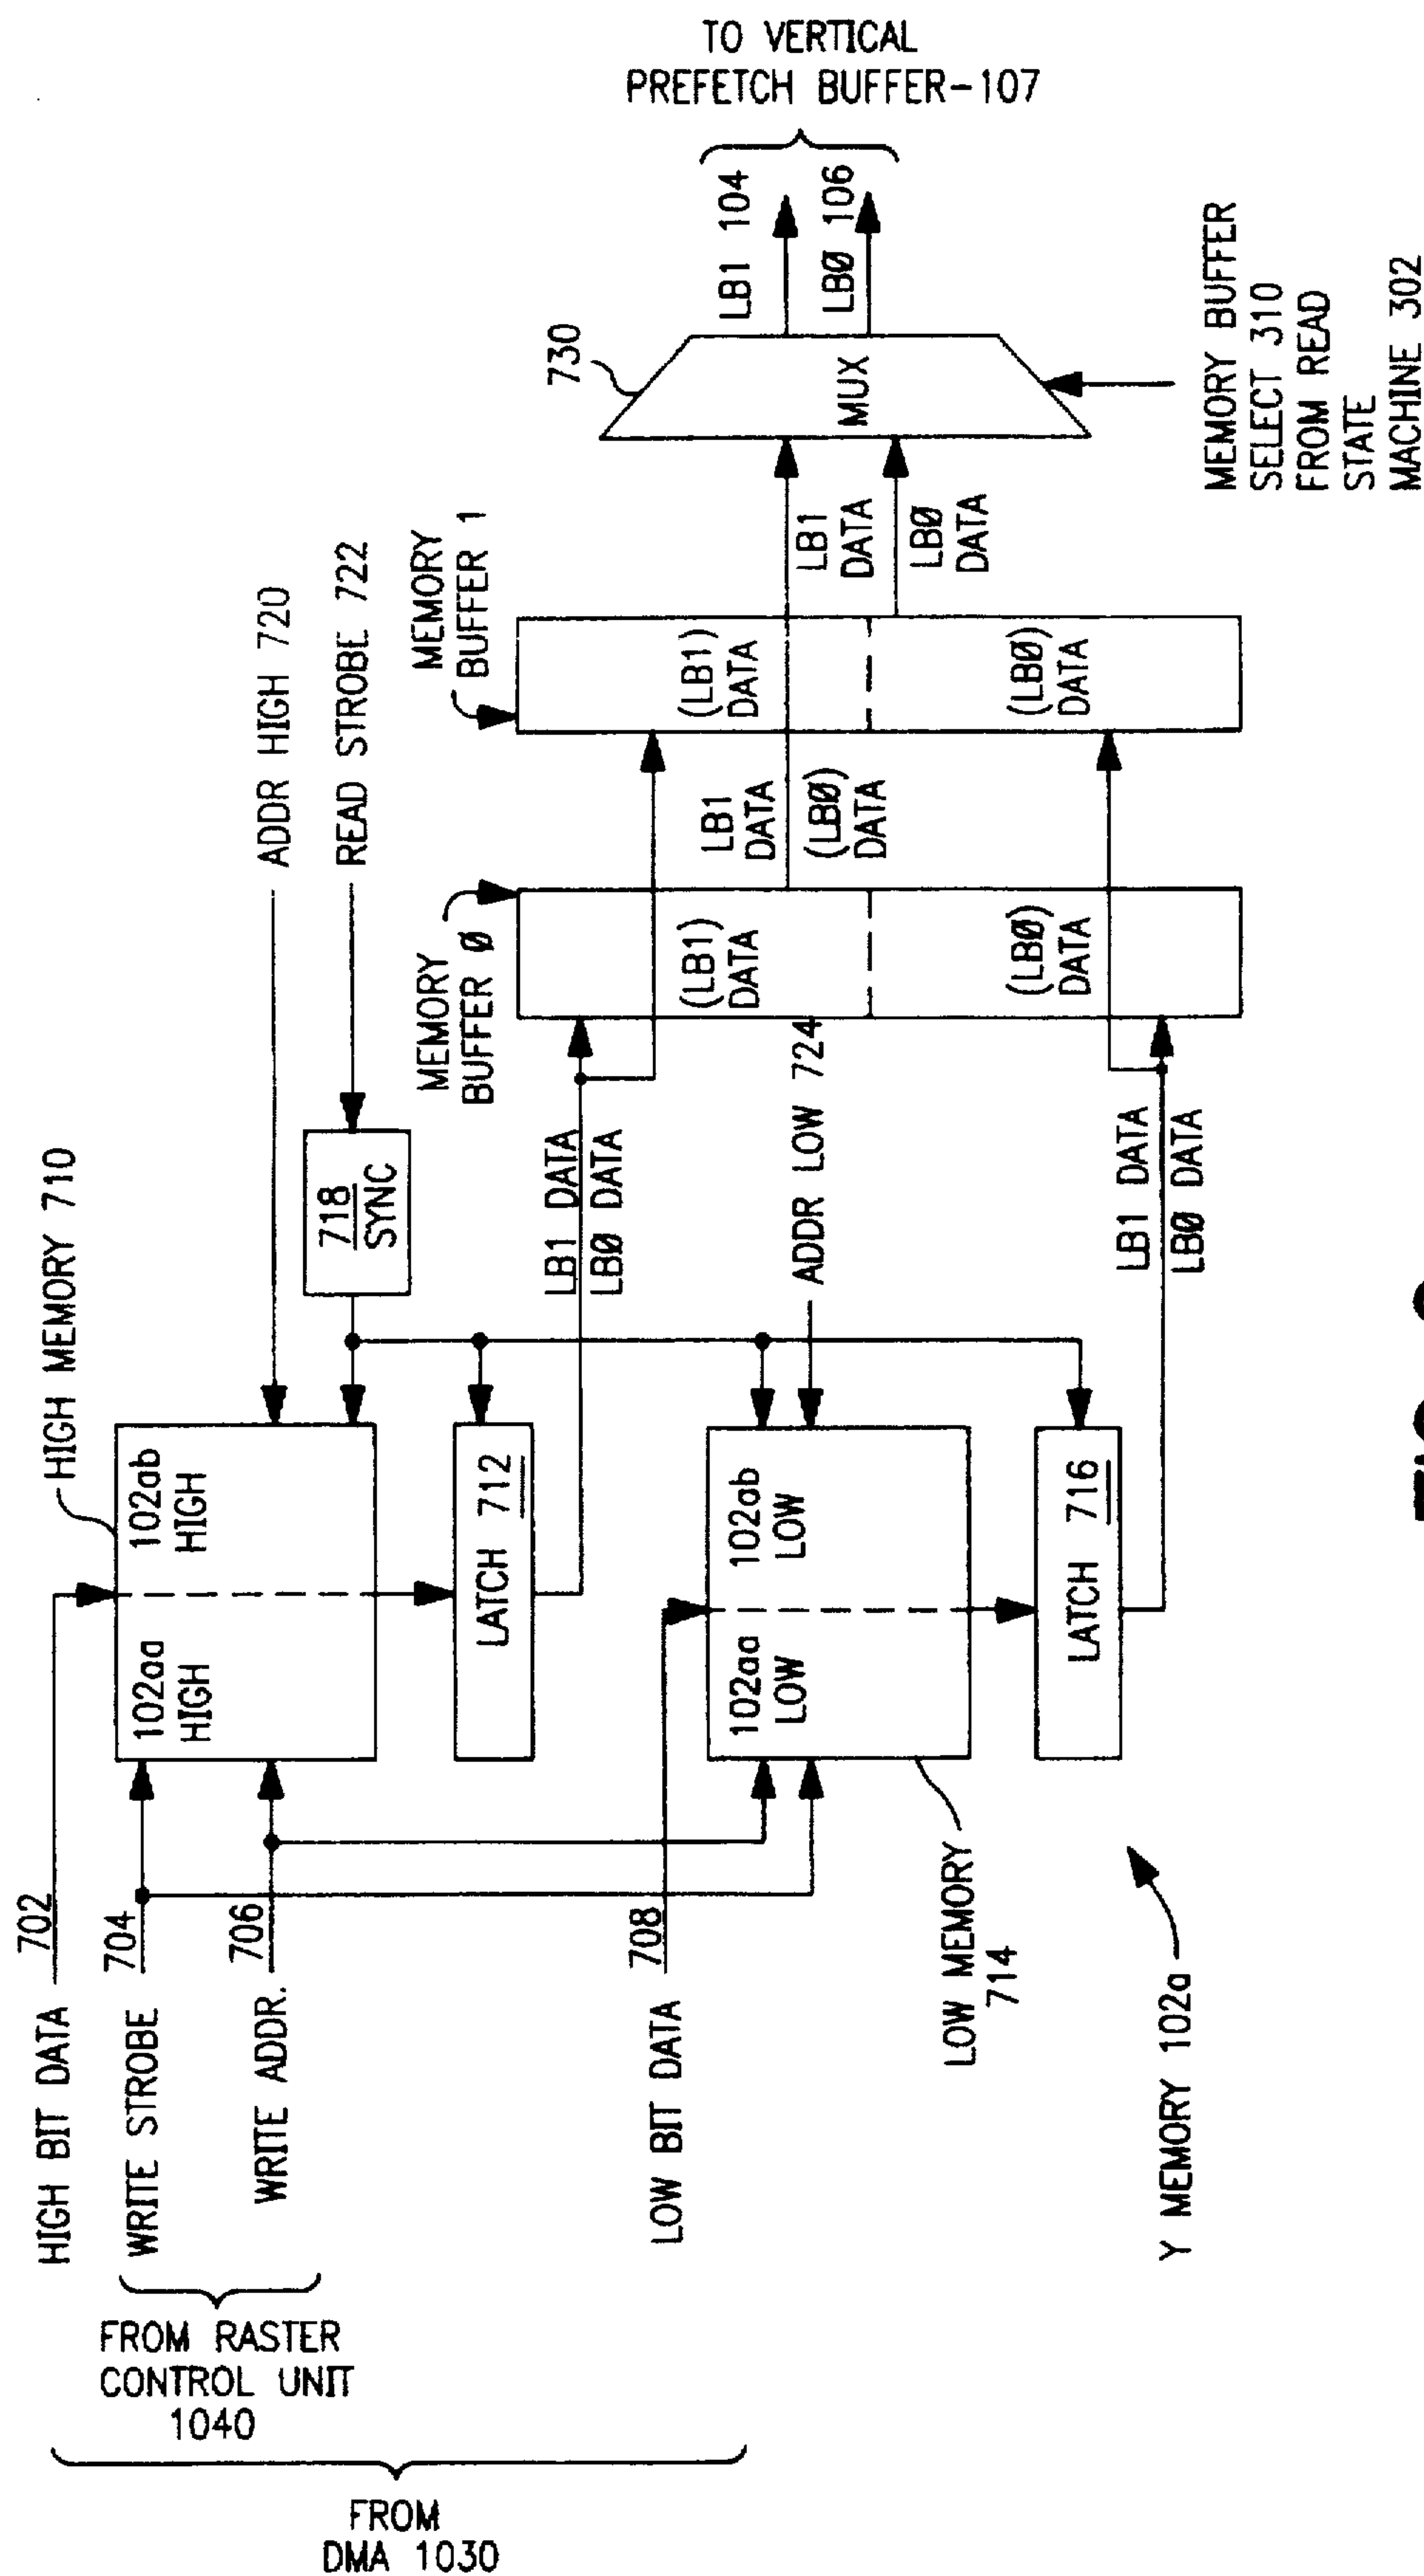 HIGH BIT DATA 702
WRITE STROBE 704
WRITE ADDR. 706
LOW BIT DATA 708
FROM RASTER
CONTROL UNIT
1040
FROM
DMA 1030
HIGH MEMORY 710
102aa
HIGH
102ab
HIGH
LATCH 712
102aa
LOW
102ab
LOW
LATCH 716
LOW MEMORY
714
Y MEMORY 102a
ADDR HIGH 720
READ STROBE 722
718
SYNC
LB1 DATA
LBØ DATA
ADDR LOW 724
LB1 DATA
LBØ DATA
MEMORY
BUFFER Ø
(LB1)
DATA
(LBØ)
DATA
LB1
DATA
(LBØ)
DATA
MEMORY
BUFFER 1
(LB1)
DATA
(LBØ)
DATA
LB1
DATA
LBØ
DATA
730
MUX
LB1 104
LBØ 106
TO VERTICAL
PREFETCH BUFFER-107
MEMORY BUFFER
SELECT 310
FROM READ
STATE
MACHINE 302